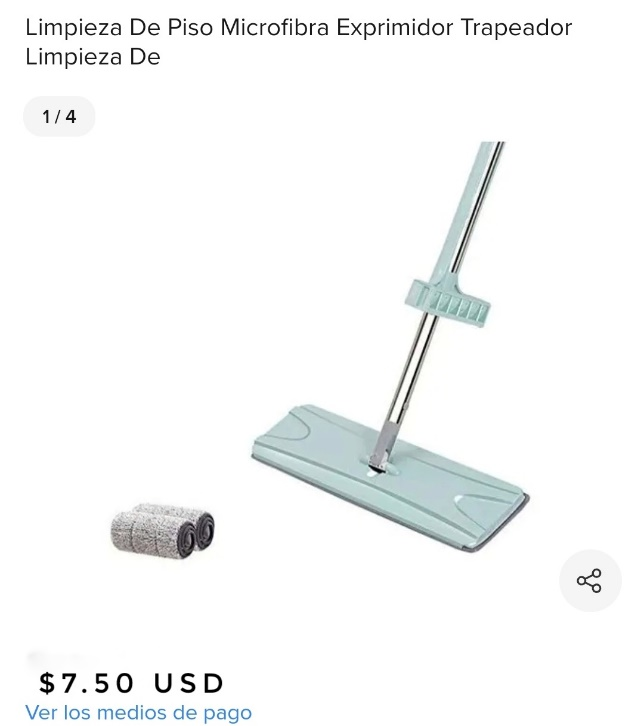 Limpieza De Piso Microfibra Exprimidor Trapeador
Limpieza De
1 / 4
$7.50 USD
Ver los medios de pago